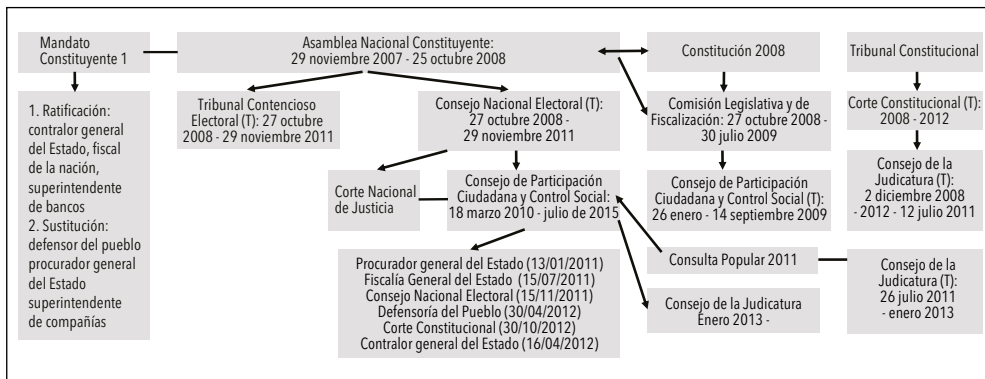 Mandato
Constituyente 1
Asamblea Nacional Constituyente:
29 noviembre 2007 - 25 octubre 2008
Constitución 2008
Tribunal Constitucional
1. Ratificación:
contralor general
del Estado, fiscal
de la nación,
superintendente
de bancos
2. Sustitución:
defensor del pueblo
procurador general
del Estado
superintendente
de compañías
Tribunal Contencioso
Electoral (T): 27 octubre
2008 - 29 noviembre 2011
Consejo Nacional Electoral (T):
27 octubre 2008 -
29 noviembre 2011
Comisión Legislativa y de
Fiscalización: 27 octubre 2008 -
30 julio 2009
Corte Constitucional (T):
2008 - 2012
Corte Nacional
de Justicia
Consejo de Participación
Ciudadana y Control Social:
18 marzo 2010 - julio de 2015
Consejo de Participación
Ciudadana y Control Social (T):
26 enero - 14 septiembre 2009
Consejo de la
Judicatura (T):
2 diciembre 2008
- 2012 - 12 julio 2011
Procurador general del Estado (13/01/2011)
Fiscalía General del Estado (15/07/2011)
Consejo Nacional Electoral (15/11/2011)
Defensoría del Pueblo (30/04/2012)
Corte Constitucional (30/10/2012)
Contralor general del Estado (16/04/2012)
Consulta Popular 2011
Consejo de la Judicatura
Enero 2013 -
Consejo de la
Judicatura (T):
26 julio 2011
- enero 2013